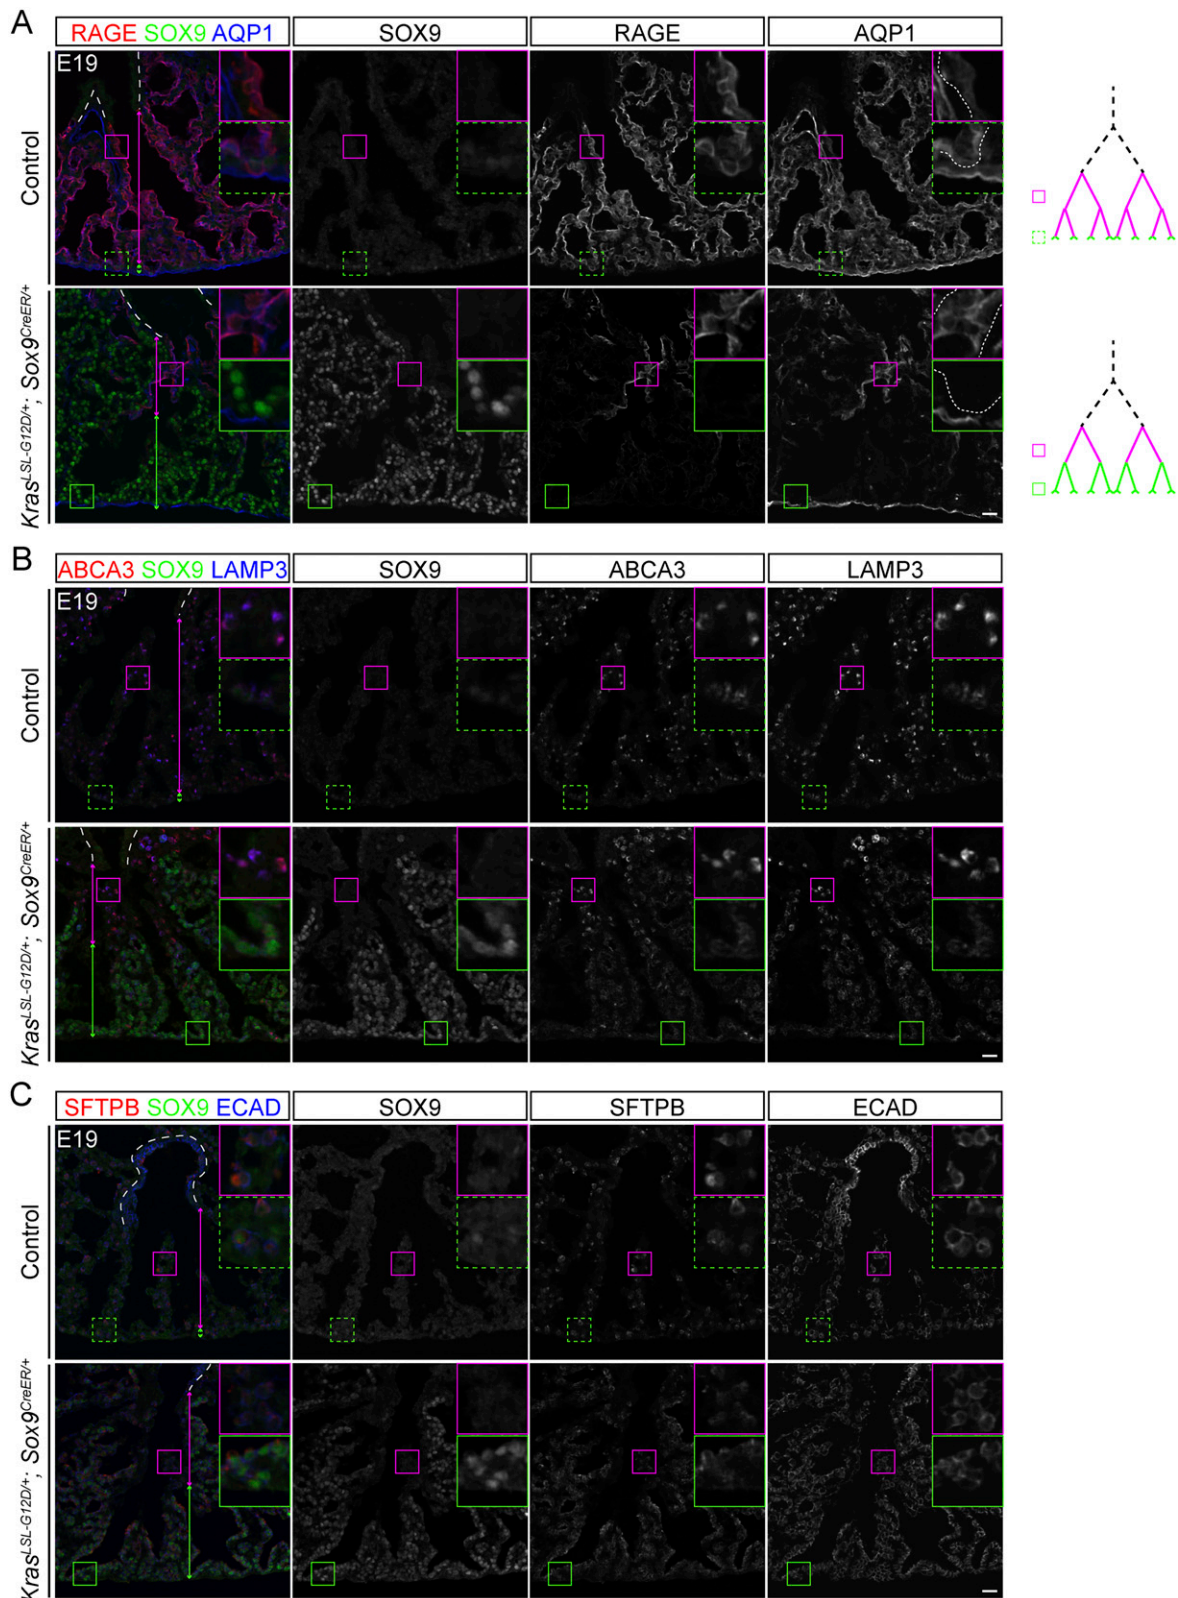 A
RAGE SOX9 AQP1 SOX9 RAGE AQP1
E19
Control
Kras^LSL-G12D/+; Sox9^CreER/+
B
ABCA3 SOX9 LAMP3 SOX9 ABCA3 LAMP3
E19
Control
Kras^LSL-G12D/+; Sox9^CreER/+
C
SFTPB SOX9 ECAD SOX9 SFTPB ECAD
E19
Control
Kras^LSL-G12D/+; Sox9^CreER/+